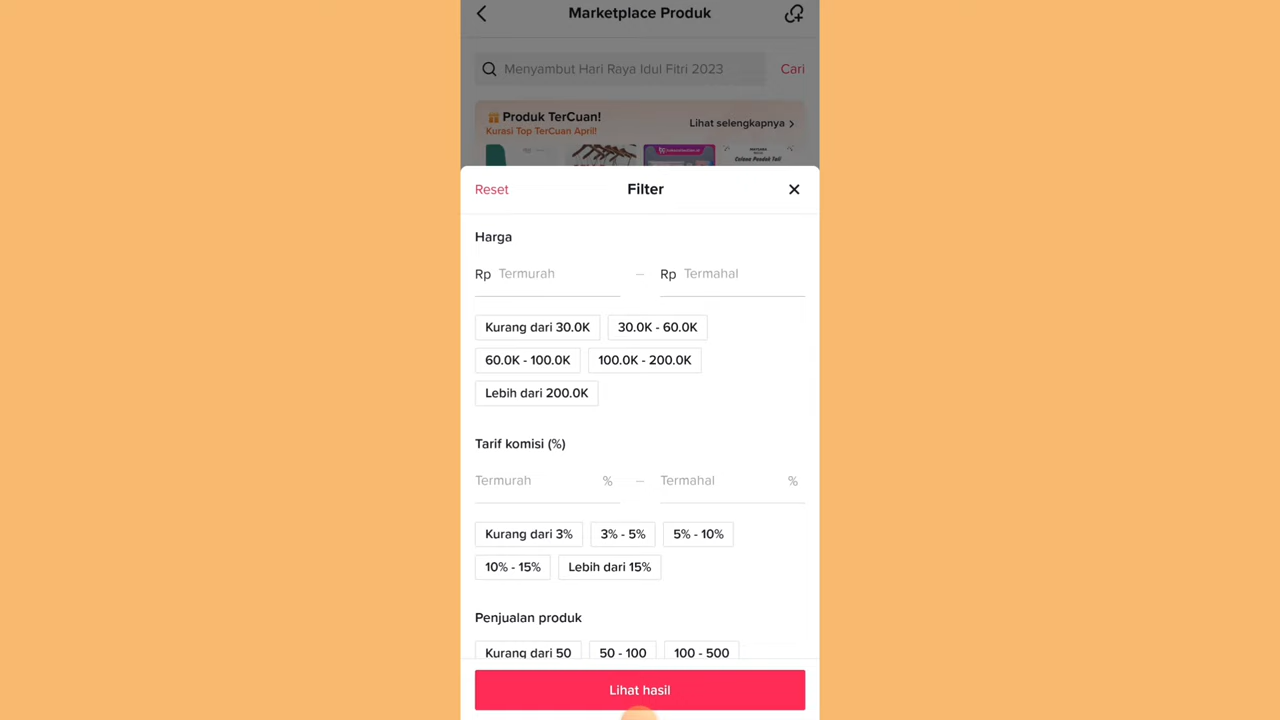 Marketplace Produk
Menyambut Hari Raya Idul Fitri 2023 Cari
Produk TerCuan!
Kurasi Top TerCuan April!
Lihat selengkapnya
Celana Panduk Tali
Reset Filter
Harga
Rp Termurah – Rp Termahal
Kurang dari 30.0K 30.0K - 60.0K
60.0K - 100.0K 100.0K - 200.0K
Lebih dari 200.0K
Tarif komisi (%)
Termurah % – Termahal %
Kurang dari 3% 3% - 5% 5% - 10%
10% - 15% Lebih dari 15%
Penjualan produk
Kurang dari 50 50 - 100 100 - 500
Lihat hasil